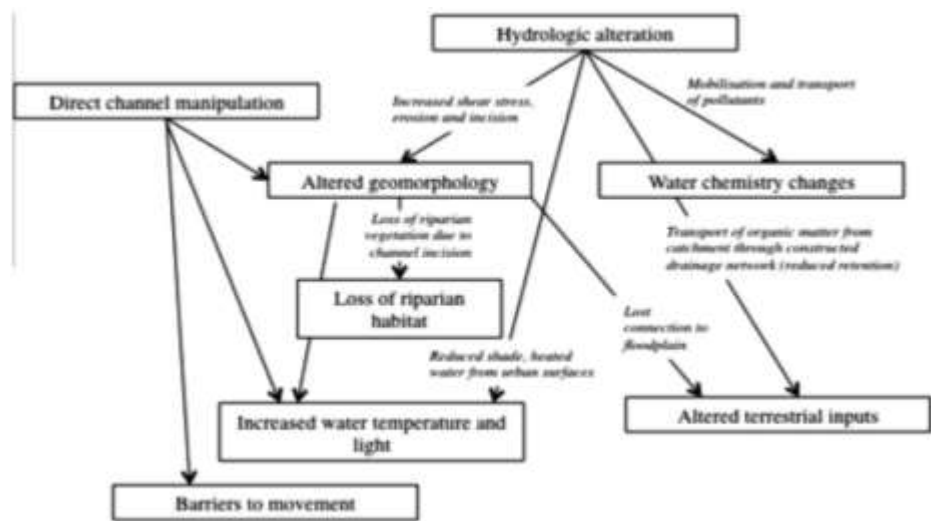 Hydrologic alteration
Direct channel manipulation
Increased shear stress,
erosion and incision
Mobilisation and transport
of pollutants
Altered geomorphology
Water chemistry changes
Loss of riparian
vegetation due to
channel incision
Transport of organic matter from
catchment through constructed
drainage network (reduced retention)
Loss of riparian
habitat
Lost
connection to
floodplain
Reduced shade, heated
water from urban surfaces
Increased water temperature and
light
Altered terrestrial inputs
Barriers to movement